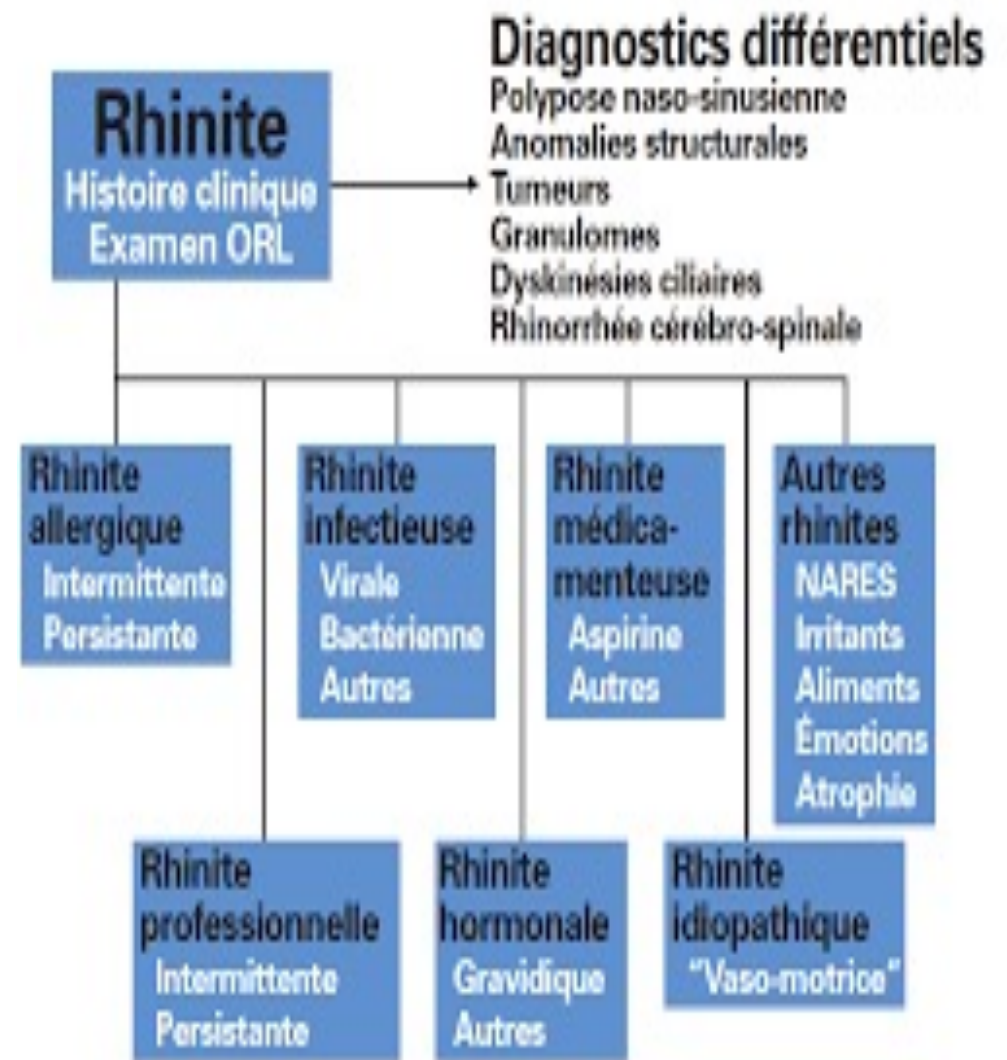 Rhinite
Histoire clinique
Examen ORL
Diagnostics différentiels
Polypose naso-sinusienne
Anomalies structurales
Tumeurs
Granulomes
Dyskinésies ciliaires
Rhinorrhée cérébro-spinale
Rhinite
allergique
Intermittente
Persistante
Rhinite
infectieuse
Virale
Bactérienne
Autres
Rhinite
médica-
menteuse
Aspirine
Autres
Autres
rhinites
NARES
Irritants
Aliments
Émotions
Atrophie
Rhinite
professionnelle
Intermittente
Persistante
Rhinite
hormonale
Gravidique
Autres
Rhinite
idiopathique
"Vaso-motrice"